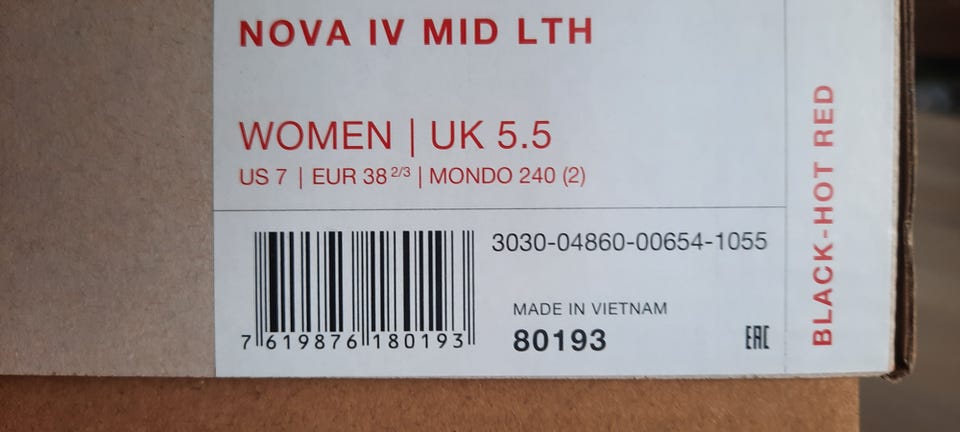 NOVA IV MID LTH
WOMEN | UK 5.5
US 7 | EUR 38 2/3 | MONDO 240 (2)
3030-04860-00654-1055
MADE IN VIETNAM
80193
EAC
7 619876 180193
BLACK-HOT RED